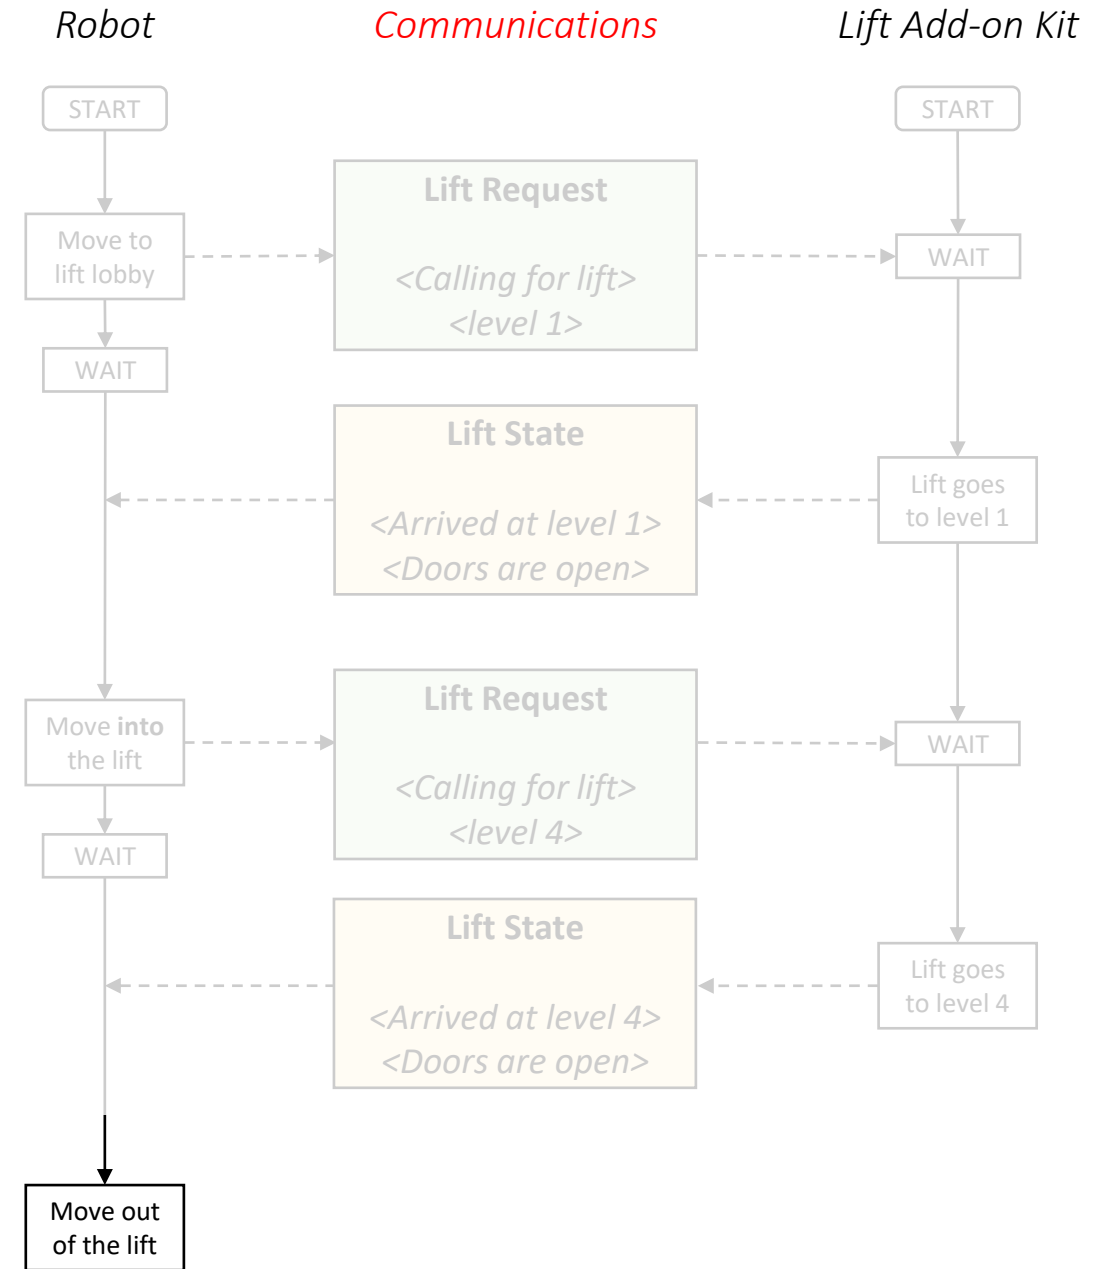 Robot
Communications
Lift Add-on Kit
START
START
Lift Request
Move to
lift lobby
WAIT
<Calling for lift>
<level 1>
WAIT
Lift State
Lift goes
to level 1
<Arrived at level 1>
<Doors are open>
Lift Request
Move into
the lift
WAIT
<Calling for lift>
<level 4>
WAIT
Lift State
Lift goes
to level 4
<Arrived at level 4>
<Doors are open>
Move out
of the lift